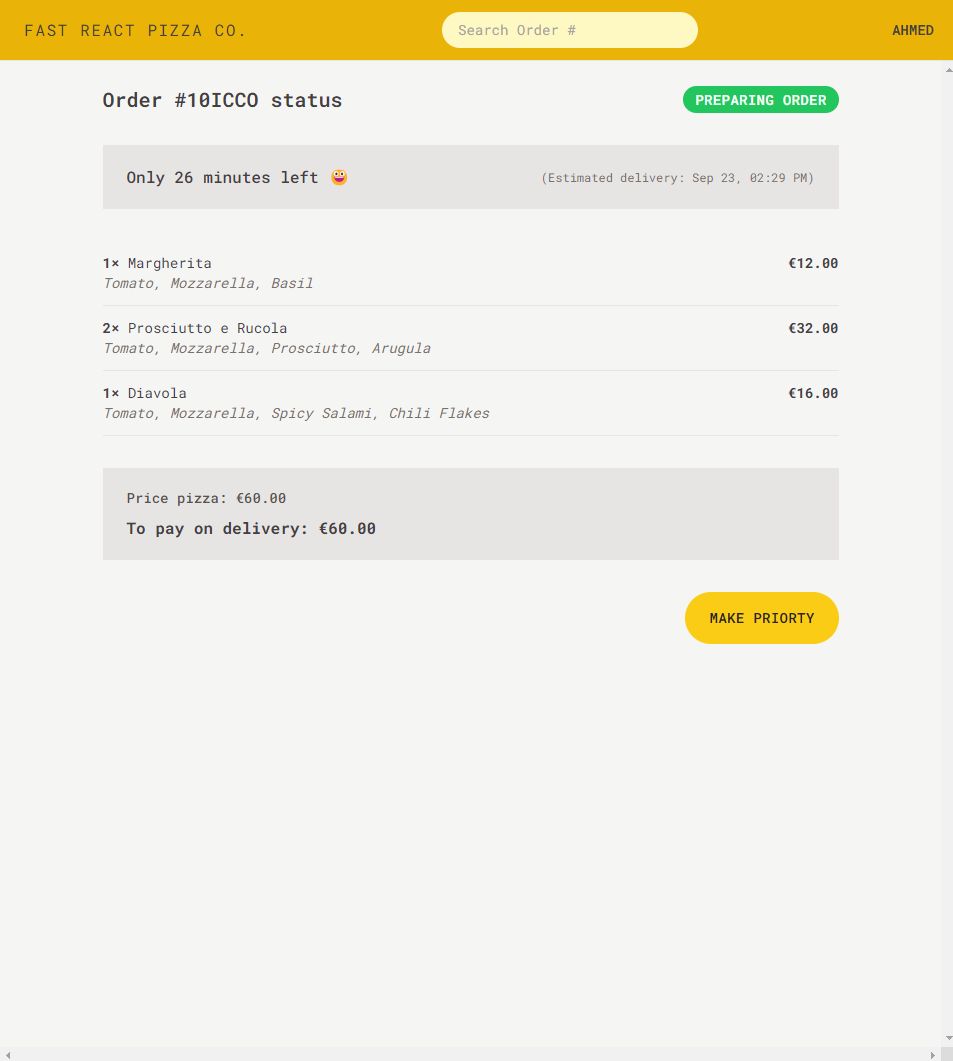 FAST REACT PIZZA CO.
Search Order #
AHMED
Order #10ICCO status
PREPARING ORDER
Only 26 minutes left 😀
(Estimated delivery: Sep 23, 02:29 PM)
1× Margherita
€12.00
Tomato, Mozzarella, Basil
2× Prosciutto e Rucola
€32.00
Tomato, Mozzarella, Prosciutto, Arugula
1× Diavola
€16.00
Tomato, Mozzarella, Spicy Salami, Chili Flakes
Price pizza: €60.00
To pay on delivery: €60.00
MAKE PRIORTY